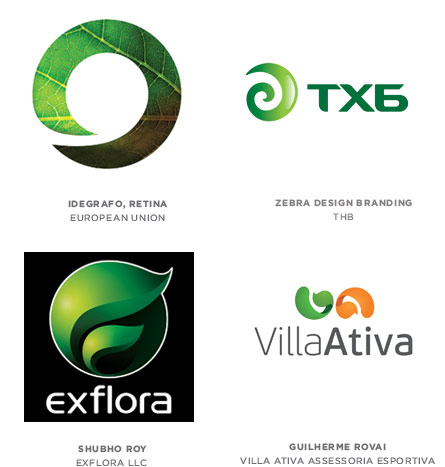 IDEGRAFO, RETINA
EUROPEAN UNION
ТХБ
ZEBRA DESIGN BRANDING
THB
exflora
SHUBHO ROY
EXFLORA LLC
VillaAtiva
GUILHERME ROVAI
VILLA ATIVA ASSESSORIA ESPORTIVA